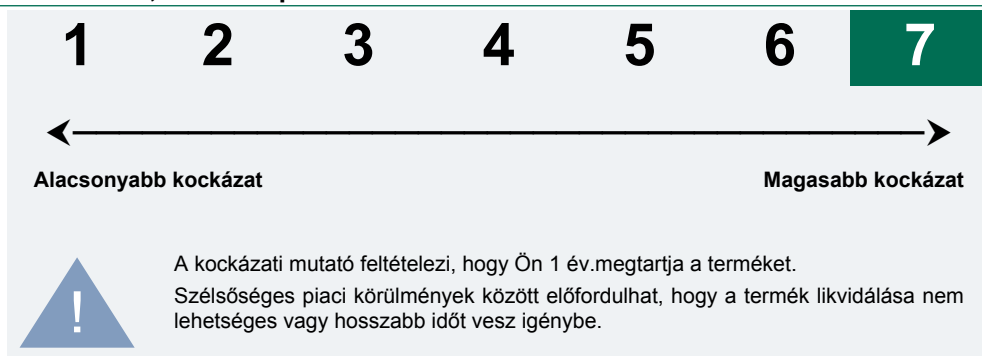 1 2 3 4 5 6 7
Alacsonyabb kockázat Magasabb kockázat
A kockázati mutató feltételezi, hogy Ön 1 év.megtartja a terméket.
Szélsőséges piaci körülmények között előfordulhat, hogy a termék likvidálása nem
lehetséges vagy hosszabb időt vesz igénybe.
!